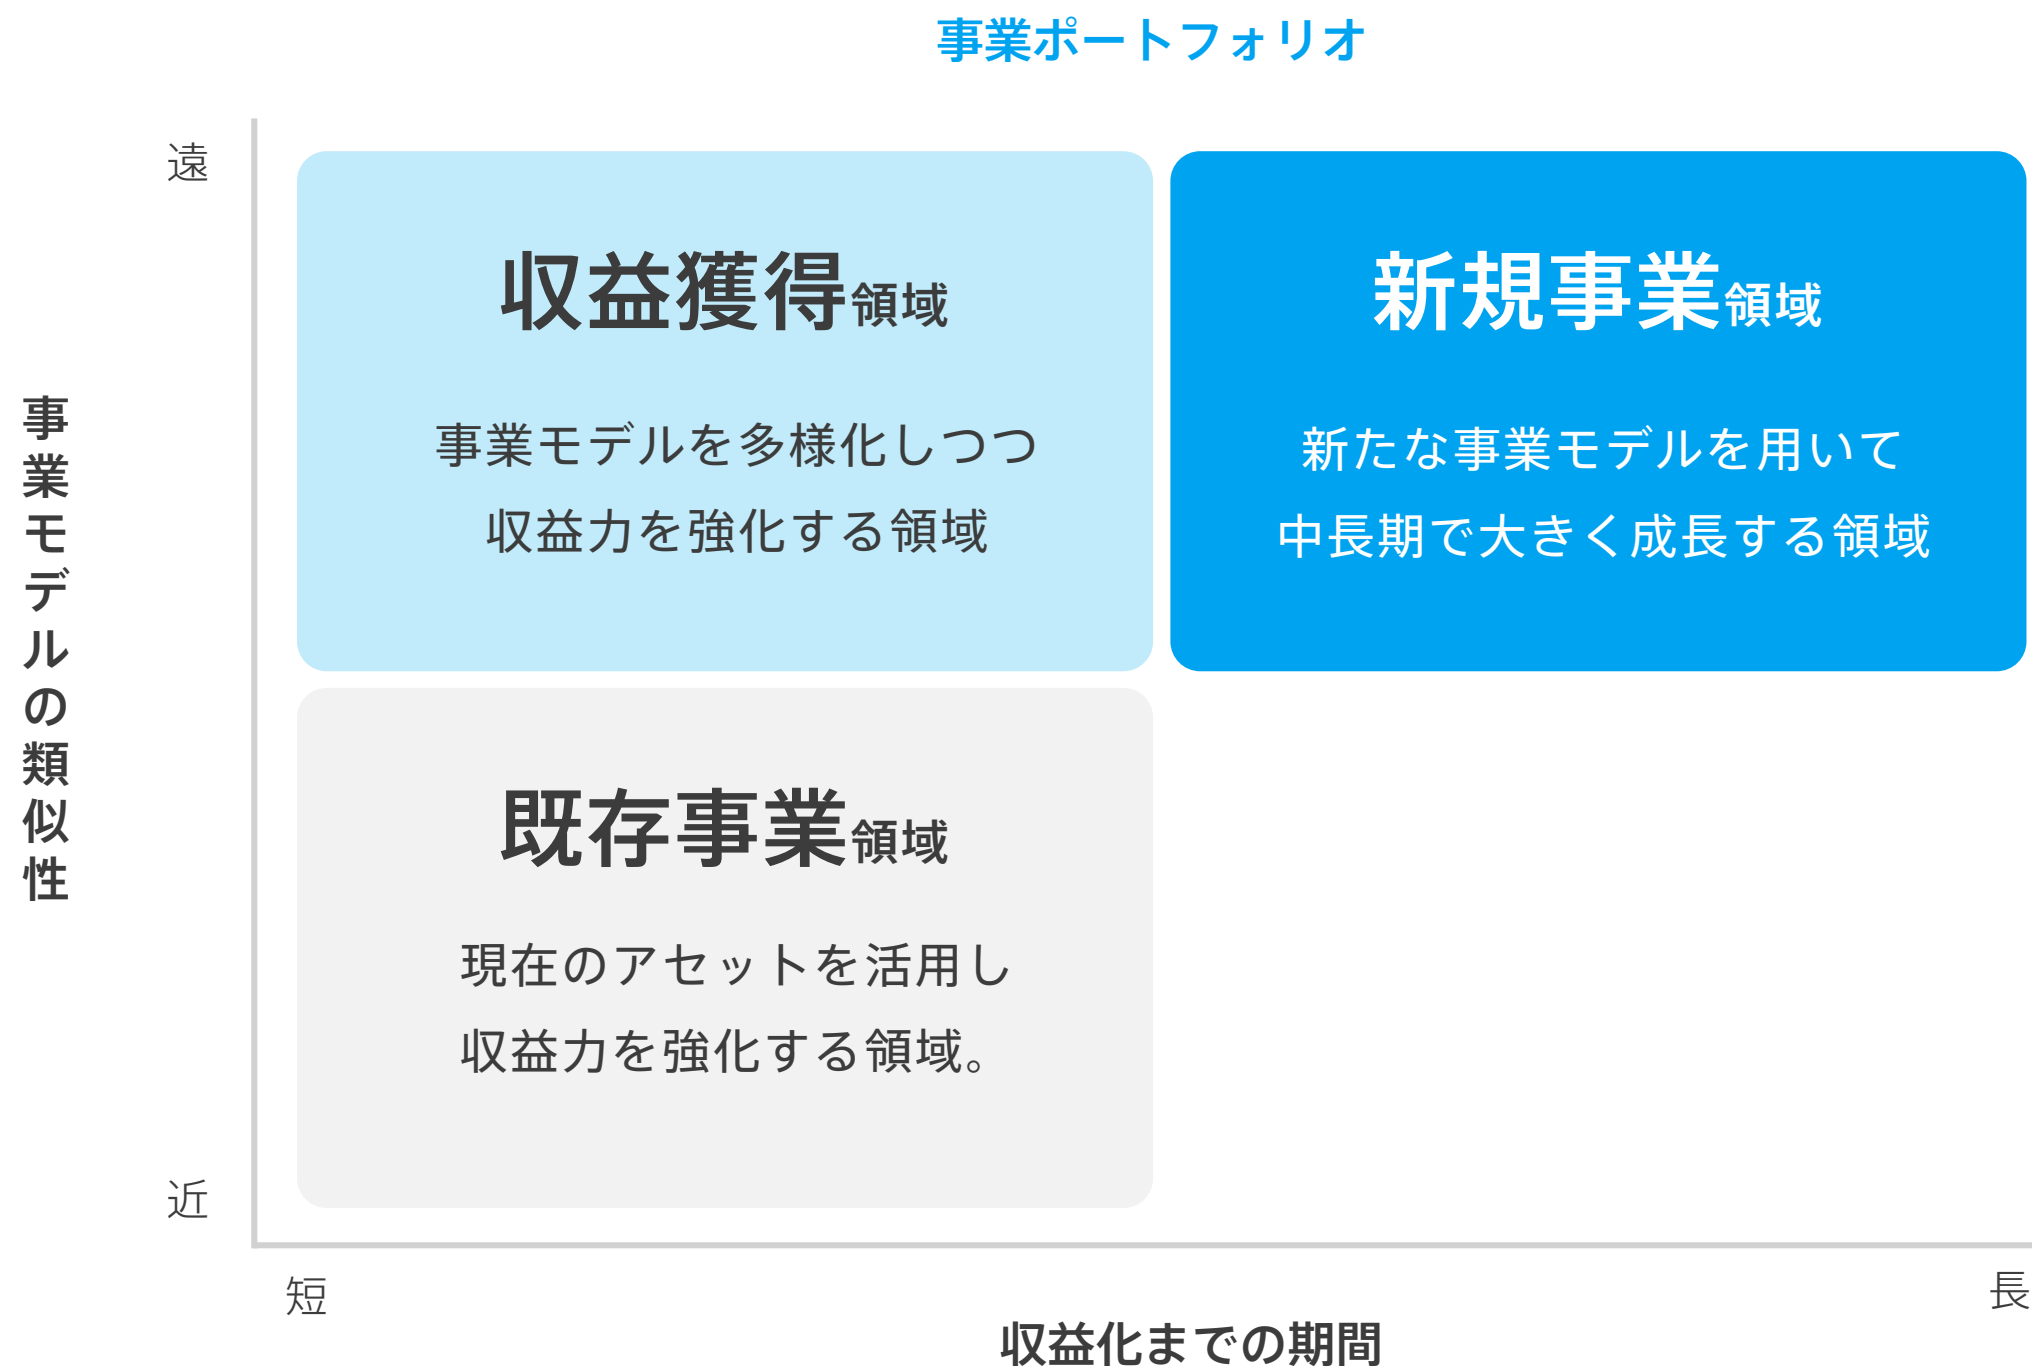 事業ポートフォリオ
遠
収益獲得領域
事業モデルを多様化しつつ
収益力を強化する領域
新規事業領域
新たな事業モデルを用いて
中長期で大きく成長する領域
事業モデルの類似性
既存事業領域
現在のアセットを活用し
収益力を強化する領域。
近
短
長
収益化までの期間